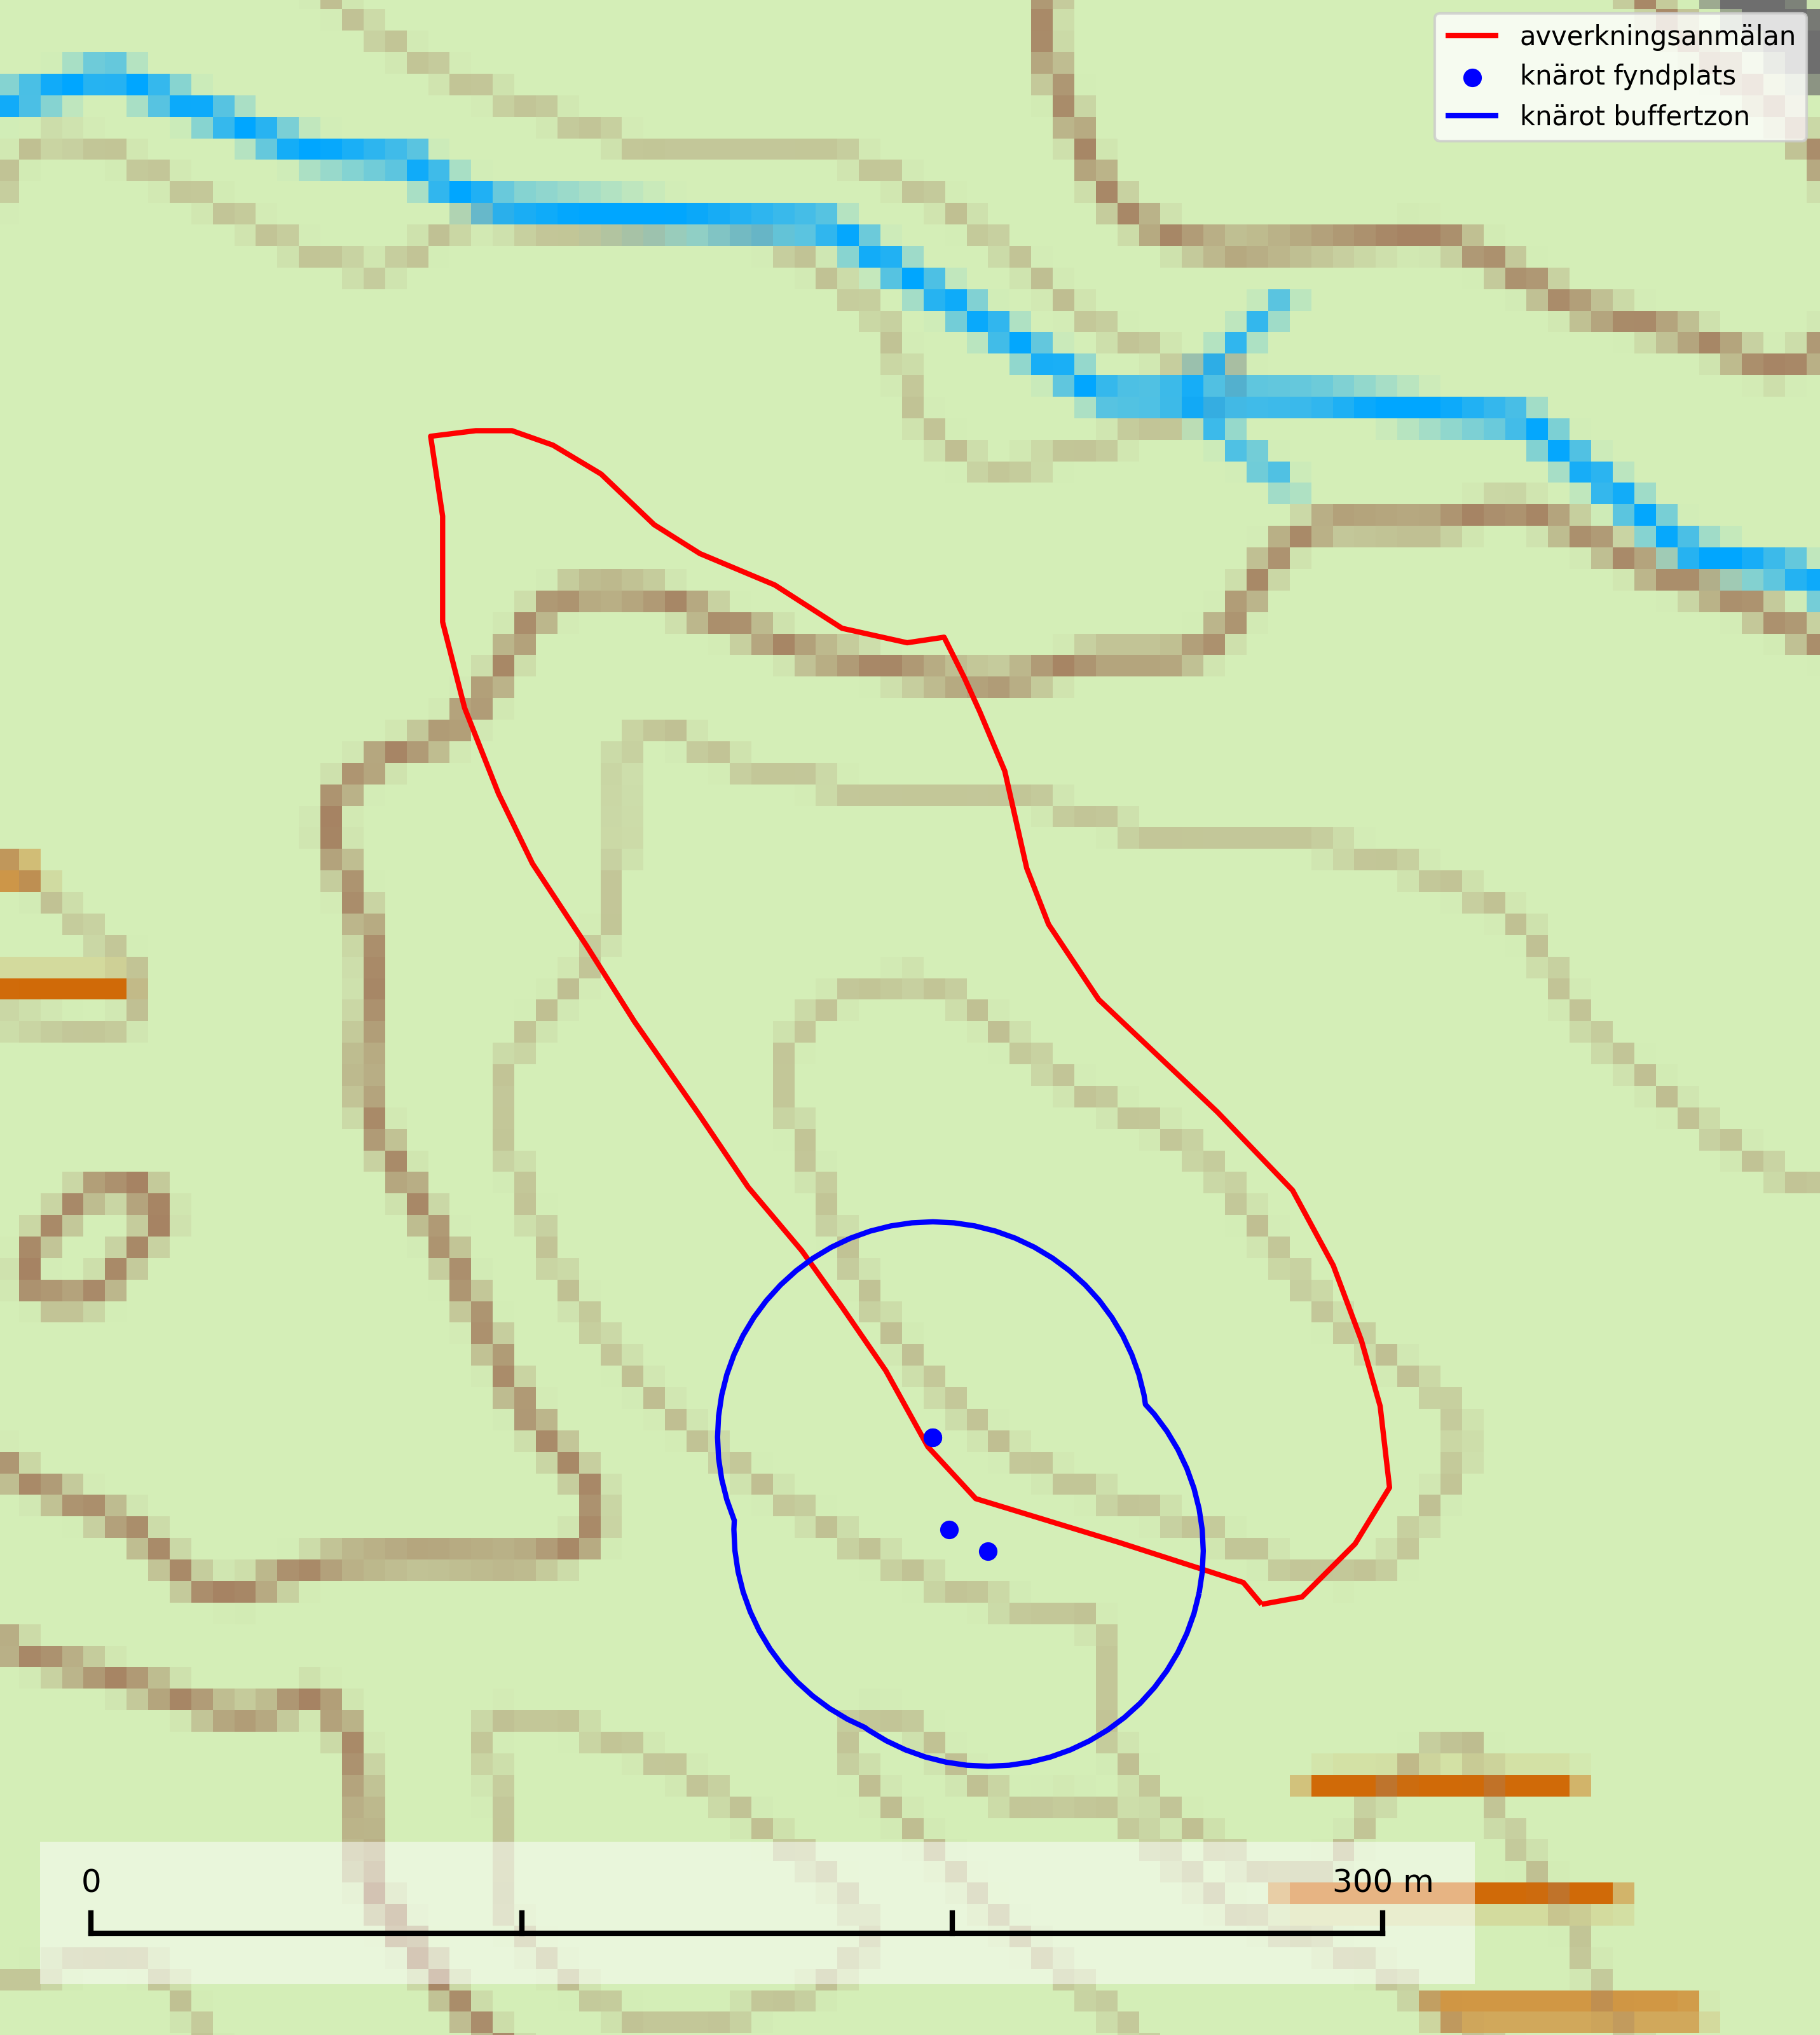 avverkningsanmälan
knärot fyndplats
knärot buffertzon
0
300 m